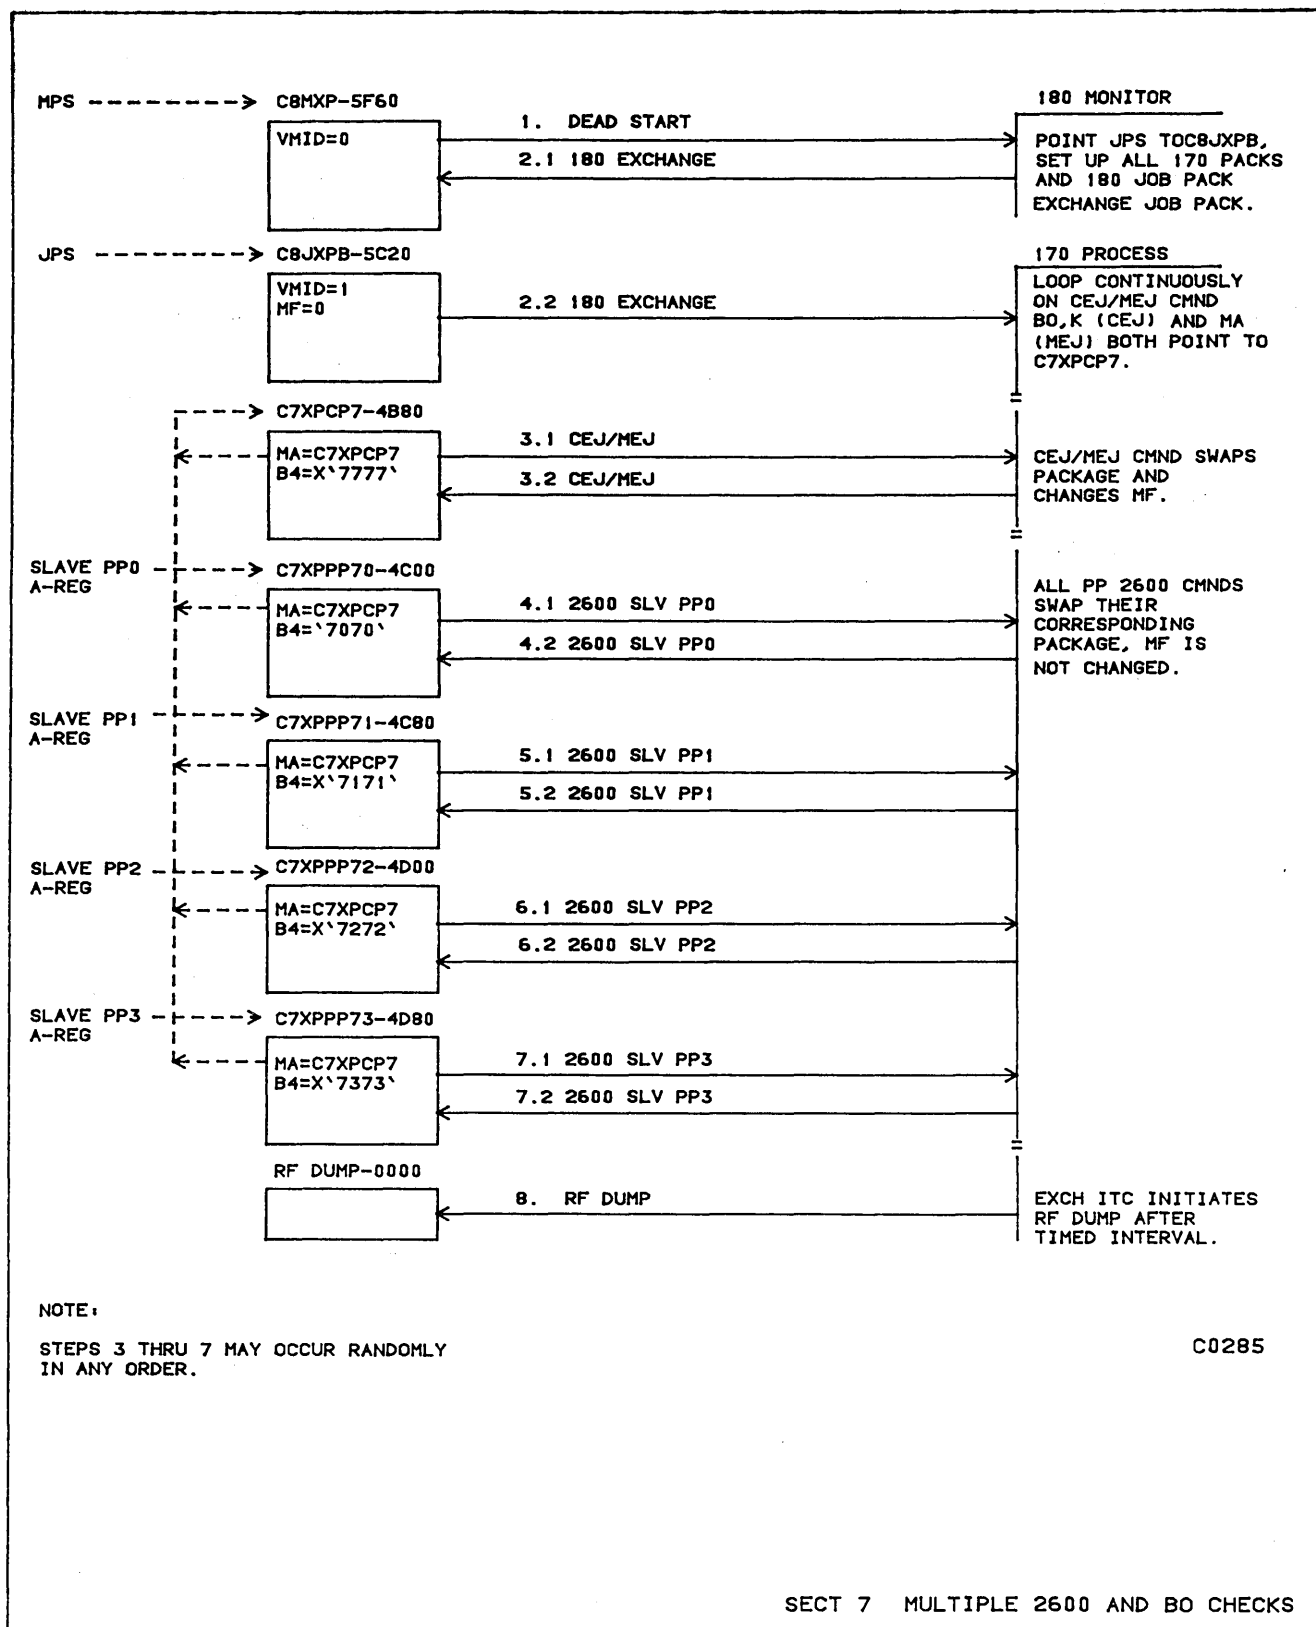 MPS
C8MXP-5F60
VMID=0
1. DEAD START
2.1 180 EXCHANGE
180 MONITOR
POINT JPS TOC8JXPB,
SET UP ALL 170 PACKS
AND 180 JOB PACK
EXCHANGE JOB PACK.
JPS
C8JXPB-5C20
VMID=1
MF=0
2.2 180 EXCHANGE
170 PROCESS
LOOP CONTINUOUSLY
ON CEJ/MEJ CMND
BO,K (CEJ) AND MA
(MEJ) BOTH POINT TO
C7XPCP7.
C7XPCP7-4B80
MA=C7XPCP7
B4=X`7777`
3.1 CEJ/MEJ
3.2 CEJ/MEJ
CEJ/MEJ CMND SWAPS
PACKAGE AND
CHANGES MF.
SLAVE PP0
A-REG
C7XPPP70-4C00
MA=C7XPCP7
B4=`7070`
4.1 2600 SLV PP0
4.2 2600 SLV PP0
ALL PP 2600 CMNDS
SWAP THEIR
CORRESPONDING
PACKAGE, MF IS
NOT CHANGED.
SLAVE PP1
A-REG
C7XPPP71-4C80
MA=C7XPCP7
B4=X`7171`
5.1 2600 SLV PP1
5.2 2600 SLV PP1
SLAVE PP2
A-REG
C7XPPP72-4D00
MA=C7XPCP7
B4=X`7272`
6.1 2600 SLV PP2
6.2 2600 SLV PP2
SLAVE PP3
A-REG
C7XPPP73-4D80
MA=C7XPCP7
B4=X`7373`
7.1 2600 SLV PP3
7.2 2600 SLV PP3
RF DUMP-0000
8. RF DUMP
EXCH ITC INITIATES
RF DUMP AFTER
TIMED INTERVAL.
NOTE:
STEPS 3 THRU 7 MAY OCCUR RANDOMLY
IN ANY ORDER.
C0285
SECT 7 MULTIPLE 2600 AND BO CHECKS